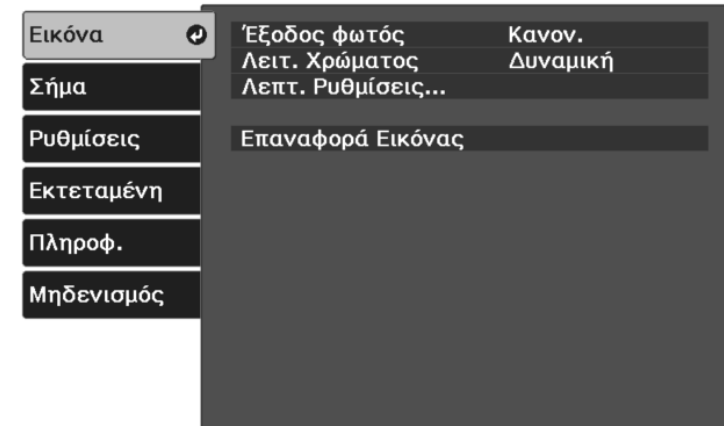 Εικόνα
Σήμα
Ρυθμίσεις
Εκτεταμένη
Πληροφ.
Μηδενισμός
Έξοδος φωτός Κανον.
Λειτ. Χρώματος Δυναμική
Λεπτ. Ρυθμίσεις...
Επαναφορά Εικόνας